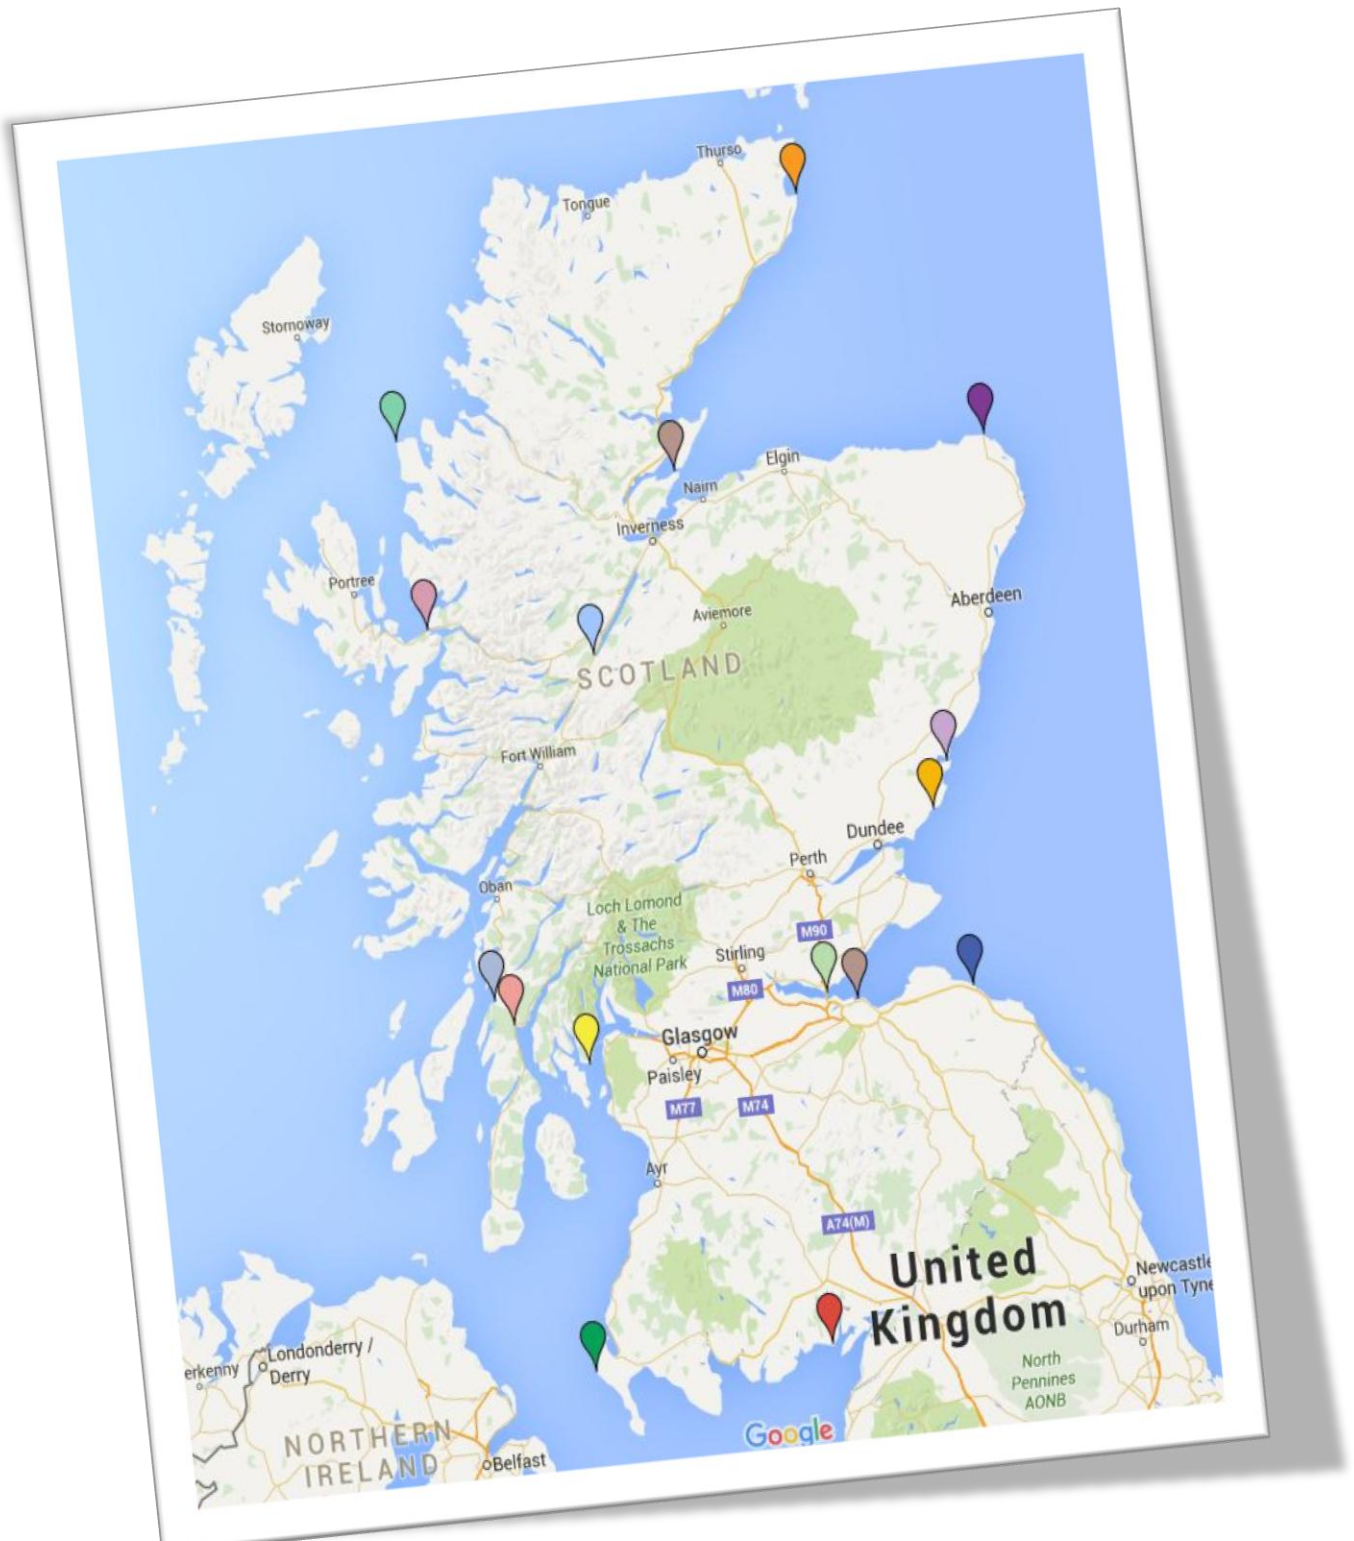 Thurso
Tongue
Stornoway
Elgin
Nairn
Inverness
Portree
Aberdeen
Aviemore
SCOTLAND
Fort William
Dundee
Perth
Oban
Loch Lomond
& The
Trossachs
National Park
M90
Stirling
M80
Glasgow
Paisley
M77
M74
Ayr
A74(M)
United
Kingdom
Newcastle
upon Tyne
Durham
North
Pennines
AONB
Londonderry /
Derry
erkenny
NORTHERN
IRELAND
Belfast
Google